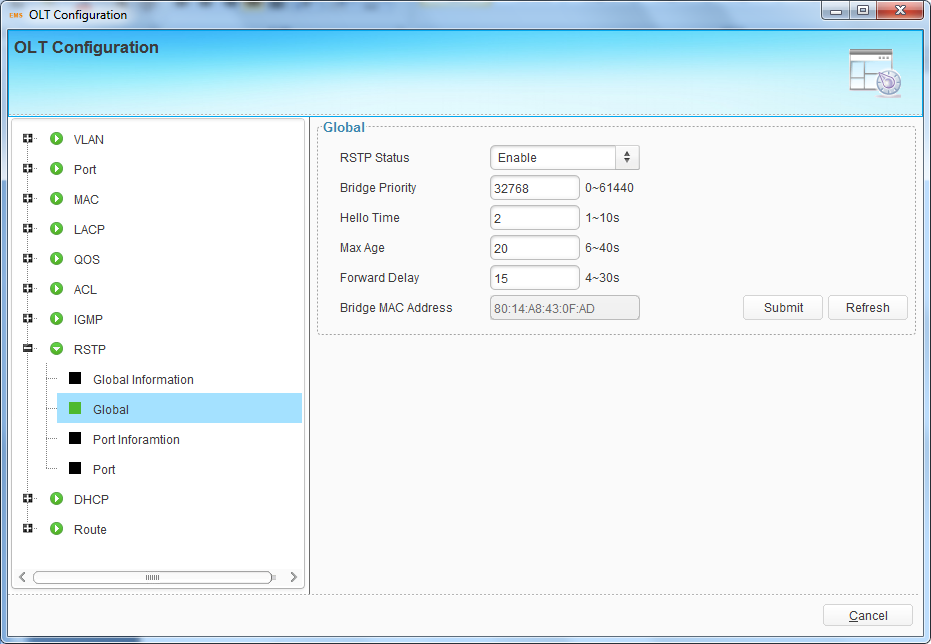 EMS OLT Configuration
OLT Configuration
VLAN
Port
MAC
LACP
QOS
ACL
IGMP
RSTP
Global Information
Global
Port Inforamtion
Port
DHCP
Route
Global
RSTP Status Enable
Bridge Priority 32768 0~61440
Hello Time 2 1~10s
Max Age 20 6~40s
Forward Delay 15 4~30s
Bridge MAC Address 80:14:A8:43:0F:AD Submit Refresh
Cancel